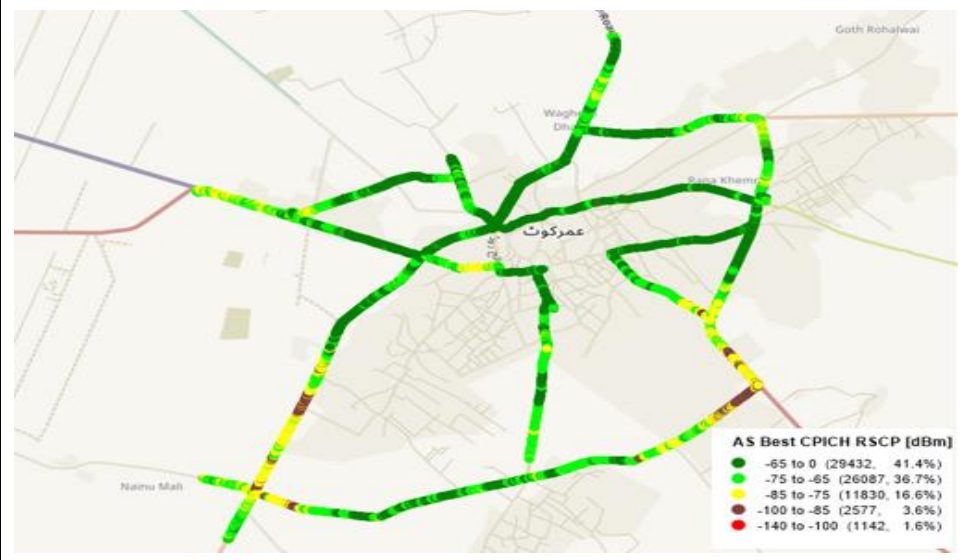 Goth Rohalwai
Waghe
Dha
Rana Khem
عمرکوٹ
Nainu Mali
AS Best CPICH RSCP [dBm]
-65 to 0 (29432, 41.4%)
-75 to -65 (26087, 36.7%)
-85 to -75 (11830, 16.6%)
-100 to -85 (2577, 3.6%)
-140 to -100 (1142, 1.6%)